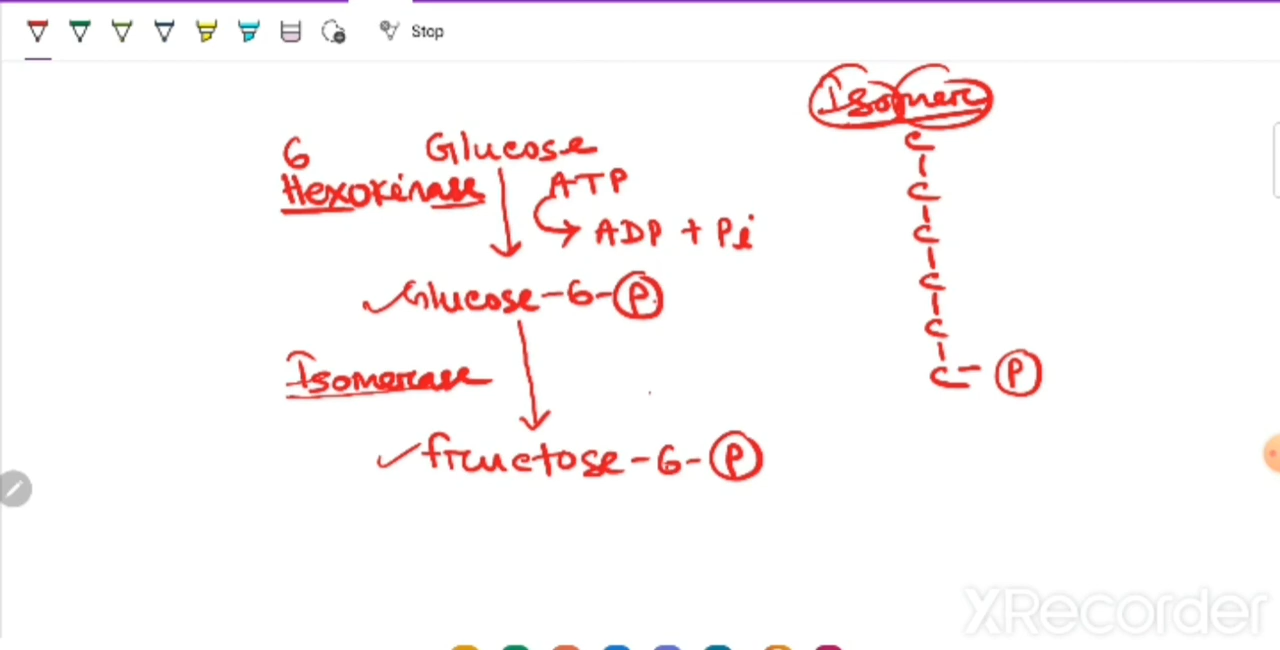 Stop
Isomer
6
Glucose
Hexokinase
ATP
ADP + Pi
Glucose-6-P
Isomerase
fructose-6-P
C
C
C
C
C
C-P
XRecorder